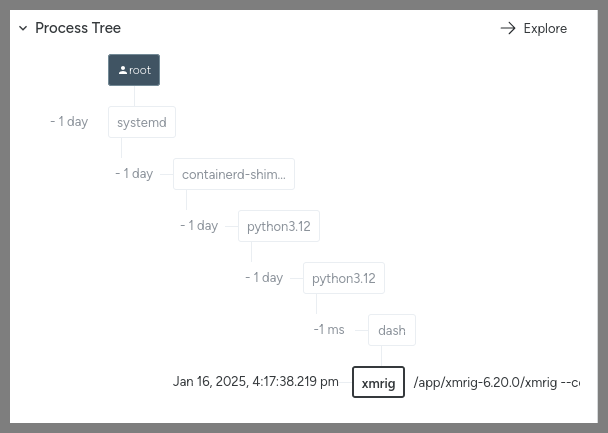 Process Tree
Explore
root
- 1 day systemd
- 1 day containerd-shim...
- 1 day python3.12
- 1 day python3.12
-1 ms dash
Jan 16, 2025, 4:17:38.219 pm xmrig /app/xmrig-6.20.0/xmrig --c